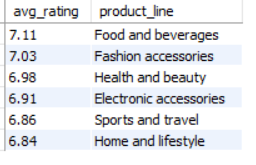 avg_rating product_line
7.11 Food and beverages
7.03 Fashion accessories
6.98 Health and beauty
6.91 Electronic accessories
6.86 Sports and travel
6.84 Home and lifestyle